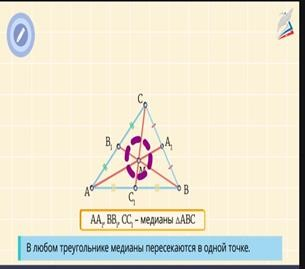 C
B₁ A₁
M
A C₁ B
AA₁, BB₁, CC₁ – медианы △ABC
В любом треугольнике медианы пересекаются в одной точке.